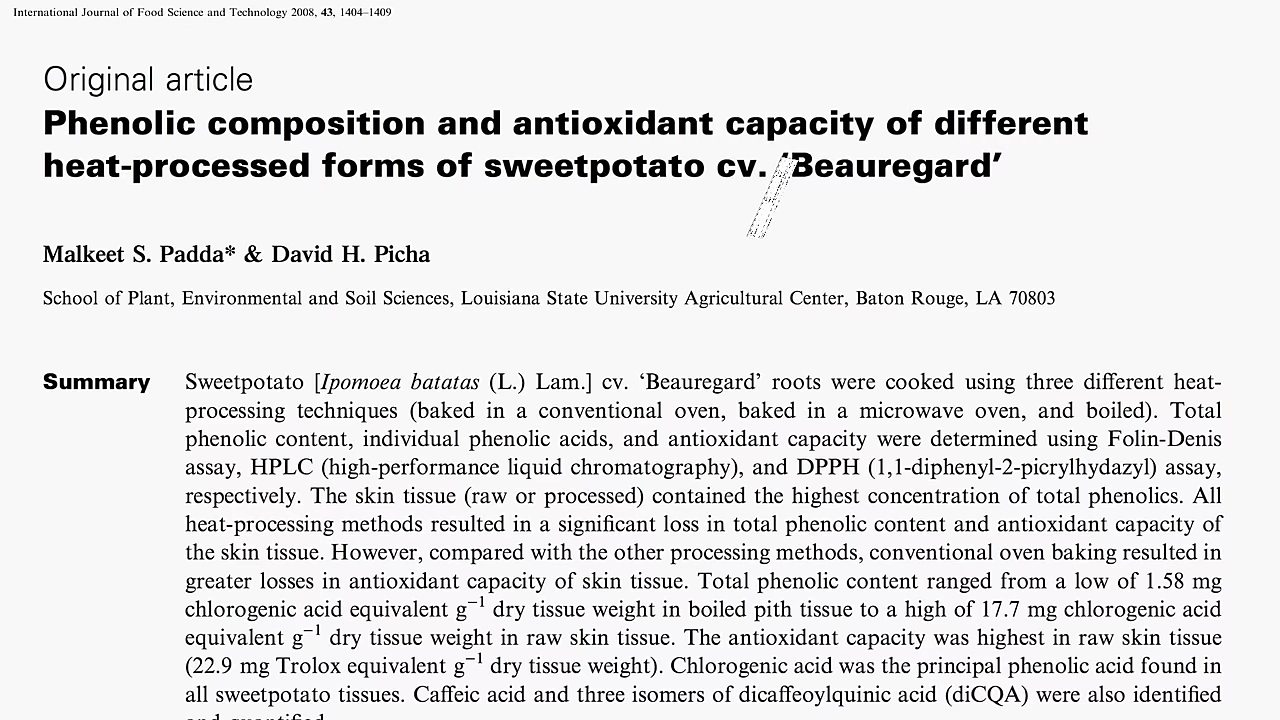 International Journal of Food Science and Technology 2008, 43, 1404–1409
Original article
Phenolic composition and antioxidant capacity of different
heat-processed forms of sweetpotato cv. ‘Beauregard’
Malkeet S. Padda* & David H. Picha
School of Plant, Environmental and Soil Sciences, Louisiana State University Agricultural Center, Baton Rouge, LA 70803
Summary Sweetpotato [Ipomoea batatas (L.) Lam.] cv. ‘Beauregard’ roots were cooked using three different heat-
processing techniques (baked in a conventional oven, baked in a microwave oven, and boiled). Total
phenolic content, individual phenolic acids, and antioxidant capacity were determined using Folin-Denis
assay, HPLC (high-performance liquid chromatography), and DPPH (1,1-diphenyl-2-picrylhydazyl) assay,
respectively. The skin tissue (raw or processed) contained the highest concentration of total phenolics. All
heat-processing methods resulted in a significant loss in total phenolic content and antioxidant capacity of
the skin tissue. However, compared with the other processing methods, conventional oven baking resulted in
greater losses in antioxidant capacity of skin tissue. Total phenolic content ranged from a low of 1.58 mg
chlorogenic acid equivalent g⁻¹ dry tissue weight in boiled pith tissue to a high of 17.7 mg chlorogenic acid
equivalent g⁻¹ dry tissue weight in raw skin tissue. The antioxidant capacity was highest in raw skin tissue
(22.9 mg Trolox equivalent g⁻¹ dry tissue weight). Chlorogenic acid was the principal phenolic acid found in
all sweetpotato tissues. Caffeic acid and three isomers of dicaffeoylquinic acid (diCQA) were also identified
and quantified.